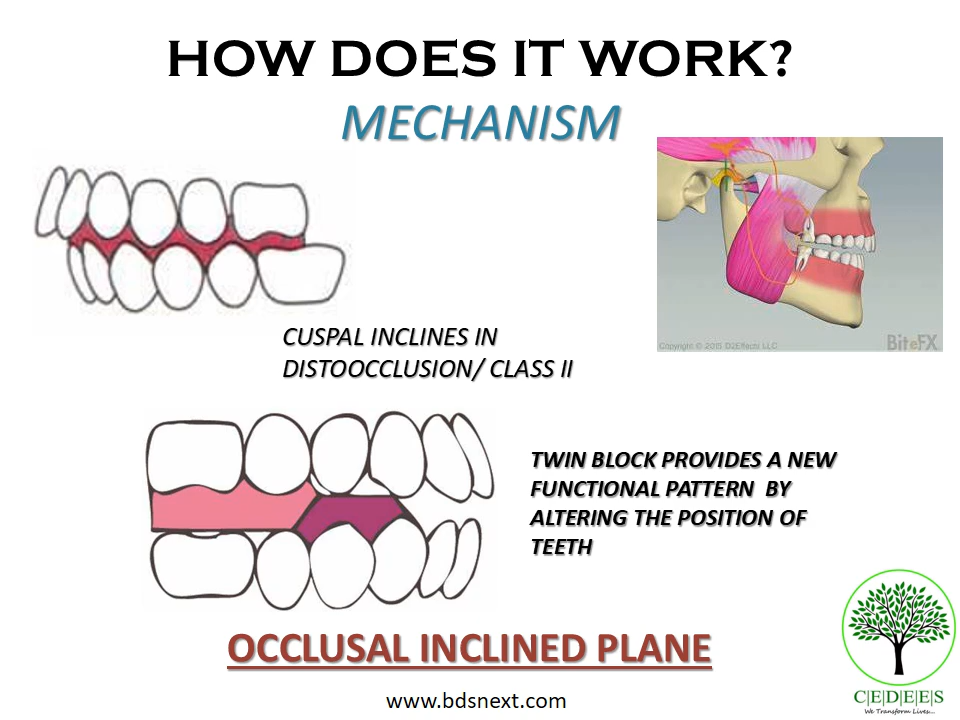 HOW DOES IT WORK?
MECHANISM
Copyright © 2015 D2Effects LLC
BiteFX
CUSPAL INCLINES IN
DISTOOCCLUSION/ CLASS II
TWIN BLOCK PROVIDES A NEW
FUNCTIONAL PATTERN BY
ALTERING THE POSITION OF
TEETH
OCCLUSAL INCLINED PLANE
www.bdsnext.com
C|E|D|E|E|S
We Transform Lives...